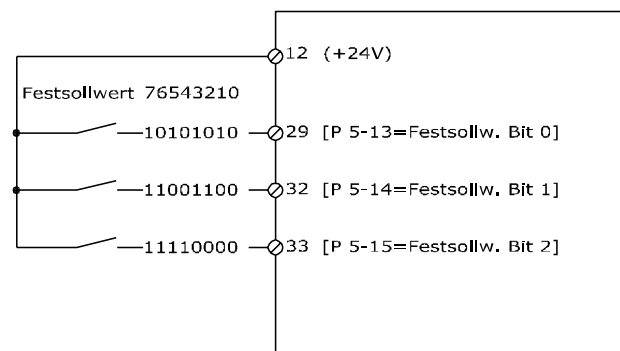 12 (+24V)
Festsollwert 76543210
10101010 29 [P 5-13=Festsollw. Bit 0]
11001100 32 [P 5-14=Festsollw. Bit 1]
11110000 33 [P 5-15=Festsollw. Bit 2]